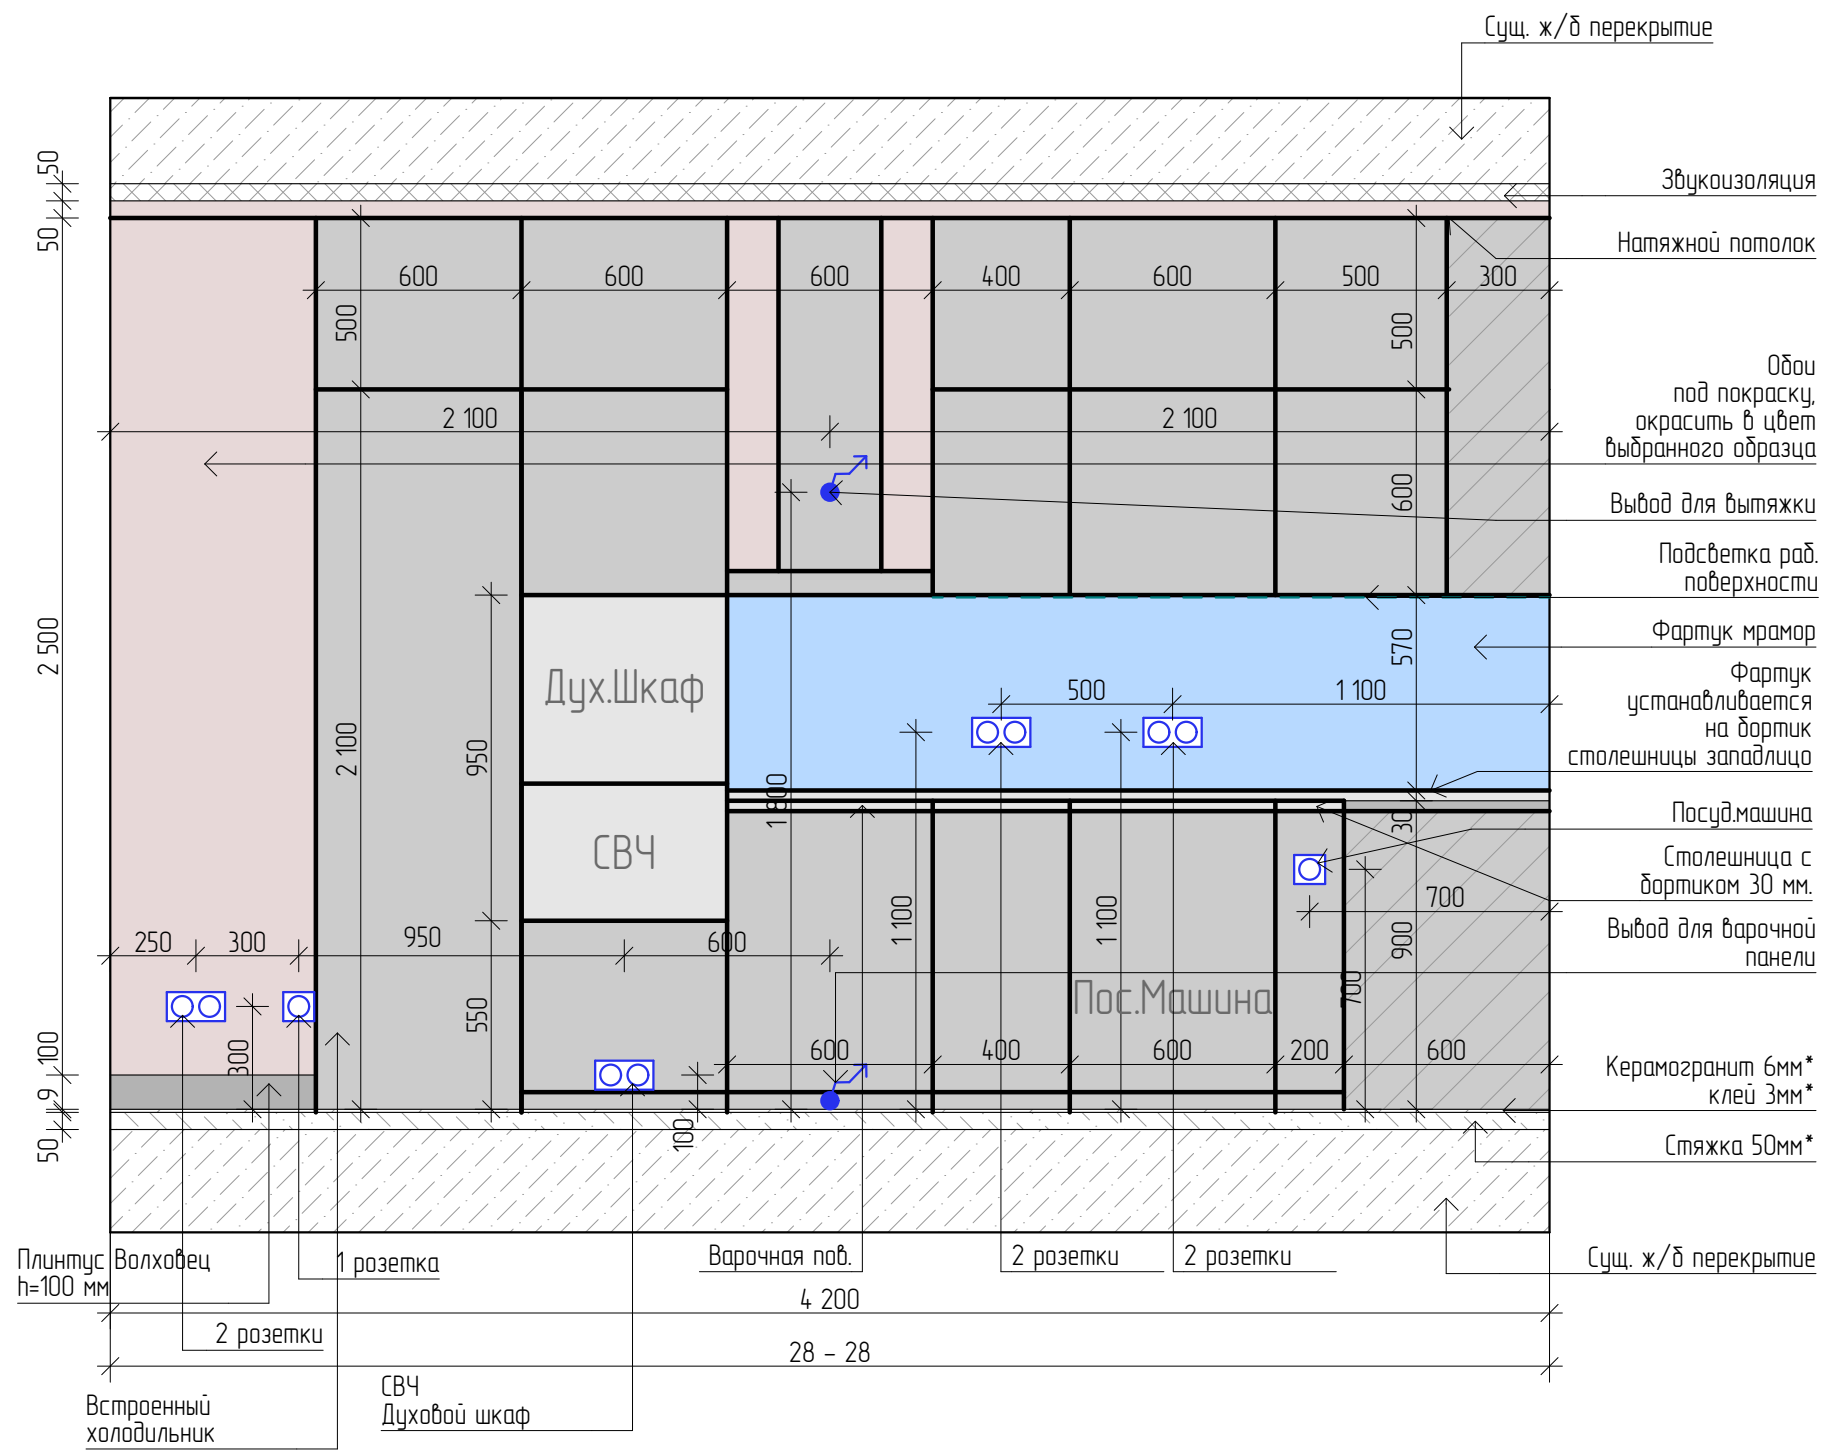 Сущ. ж/б перекрытие
50
Звукоизоляция
50
Натяжной потолок
600
600
600
400
600
500
300
500
500
Обои
под покраску,
окрасить в цвет
выбранного образца
2 100
2 100
600
Вывод для вытяжки
Подсветка раб.
поверхности
2 500
570
Фартук мрамор
Дух.Шкаф
500
1 100
Фартук
устанавливается
на бортик
столешницы западлицо
2 100
950
1 800
30
Посуд.машина
СВЧ
Столешница с
бортиком 30 мм.
700
1 100
1 100
900
Вывод для варочной
панели
250
300
950
600
700
Пос.Машина
550
300
100
600
400
600
200
600
Керамогранит 6мм*
клей 3мм*
9
100
50
Стяжка 50мм*
Плинтус Волховец
h=100 мм
1 розетка
Варочная пов.
2 розетки
2 розетки
Сущ. ж/б перекрытие
4 200
2 розетки
28 – 28
СВЧ
Духовой шкаф
Встроенный
холодильник